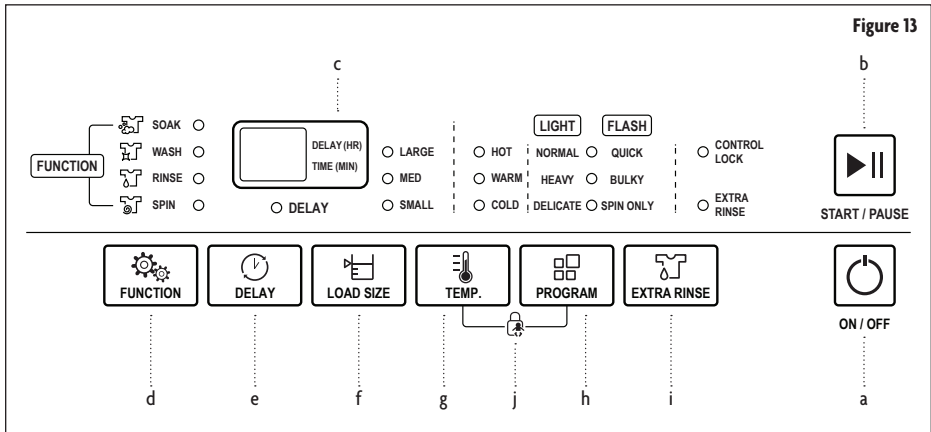 Figure 13
c
b
SOAK
WASH
RINSE
SPIN
FUNCTION
DELAY (HR)
TIME (MIN)
DELAY
LARGE
MED
SMALL
HOT
WARM
COLD
LIGHT FLASH
NORMAL QUICK
HEAVY BULKY
DELICATE SPIN ONLY
CONTROL
LOCK
EXTRA
RINSE
START / PAUSE
FUNCTION
DELAY
LOAD SIZE
TEMP.
PROGRAM
EXTRA RINSE
ON / OFF
d
e
f
g
j
h
i
a